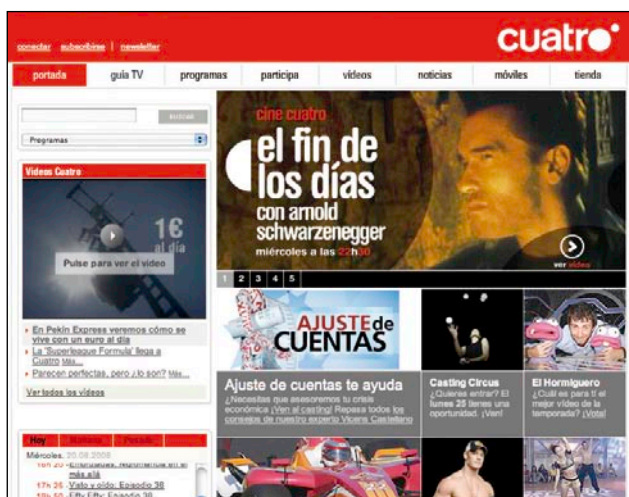 conectar subscribirse | newsletter
cuatro
portada guía TV programas participa vídeos noticias móviles tienda
BUSCAR
Programas
Vídeos Cuatro
1€
al día
Pulse para ver el vídeo
En Pekín Express veremos cómo se
vive con un euro al día
La 'Superleague Formula' llega a
Cuatro Más...
Parecen perfectas, pero ¿lo son? Más...
Ver todos los vídeos
cine cuatro
el fin de
los días
con arnold
schwarzenegger
miércoles a las 22h30
ver vídeo
1 2 3 4 5
AJUSTE de
CUENTAS
Ajuste de cuentas te ayuda
¿Necesitas que asesoremos tu crisis
económica ¡Ven al casting! Repasa todos los
consejos de nuestro experto Vicens Castellano
Casting Circus
¿Quieres entrar? El
lunes 25 tienes una
oportunidad. ¡Ven!
El Hormiguero
¿Cuál es para tí el
mejor vídeo de la
temporada? ¡Vota!
Hoy Mañana Pasado
Miércoles, 20.08.2008
más allá
17h 25 -Visto y oído: Episodio 36